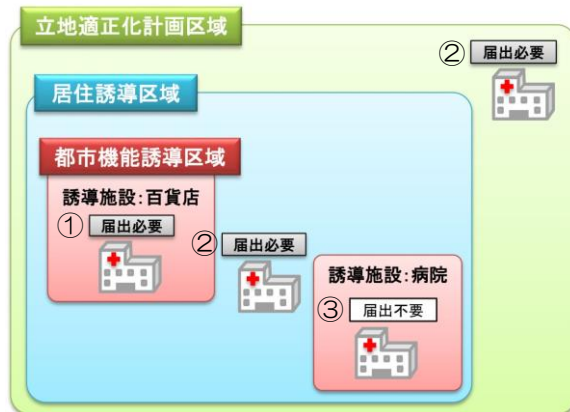 立地適正化計画区域
② 届出必要
居住誘導区域
都市機能誘導区域
誘導施設：百貨店
① 届出必要
② 届出必要
誘導施設：病院
③ 届出不要